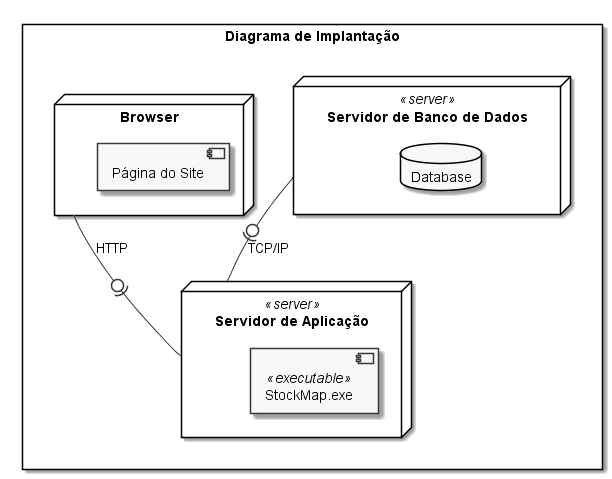 Diagrama de Implantação
Browser
Página do Site
«server»
Servidor de Banco de Dados
Database
HTTP
TCP/IP
«server»
Servidor de Aplicação
«executable»
StockMap.exe